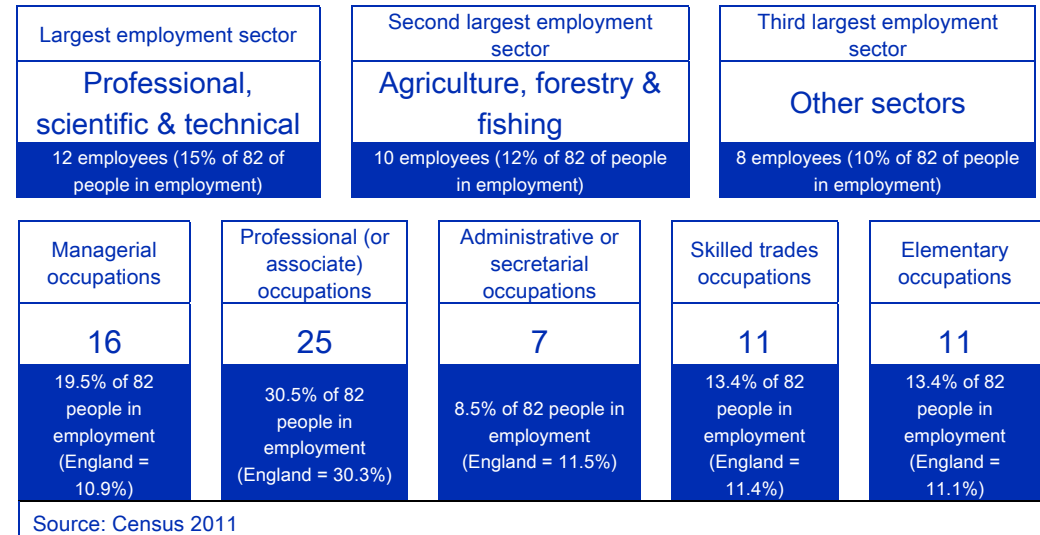 Largest employment sector
Professional,
scientific & technical
12 employees (15% of 82 of
people in employment)
Second largest employment
sector
Agriculture, forestry &
fishing
10 employees (12% of 82 of people
in employment)
Third largest employment
sector
Other sectors
8 employees (10% of 82 of people
in employment)
Managerial
occupations
16
19.5% of 82
people in
employment
(England =
10.9%)
Professional (or
associate)
occupations
25
30.5% of 82
people in
employment
(England = 30.3%)
Administrative or
secretarial
occupations
7
8.5% of 82 people in
employment
(England = 11.5%)
Skilled trades
occupations
11
13.4% of 82
people in
employment
(England =
11.4%)
Elementary
occupations
11
13.4% of 82
people in
employment
(England =
11.1%)
Source: Census 2011